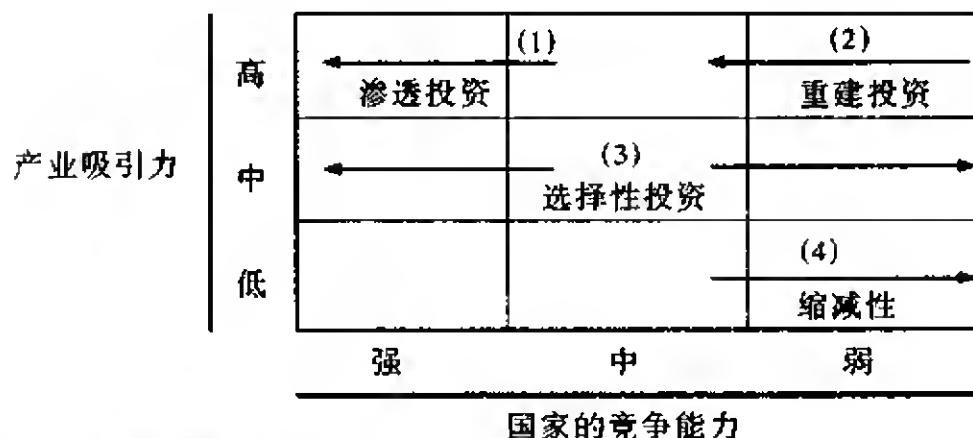 (1) (2)
高
渗透投资 重建投资
(3)
产业吸引力 中
选择性投资
(4)
低
缩减性
强 中 弱
国家的竞争能力